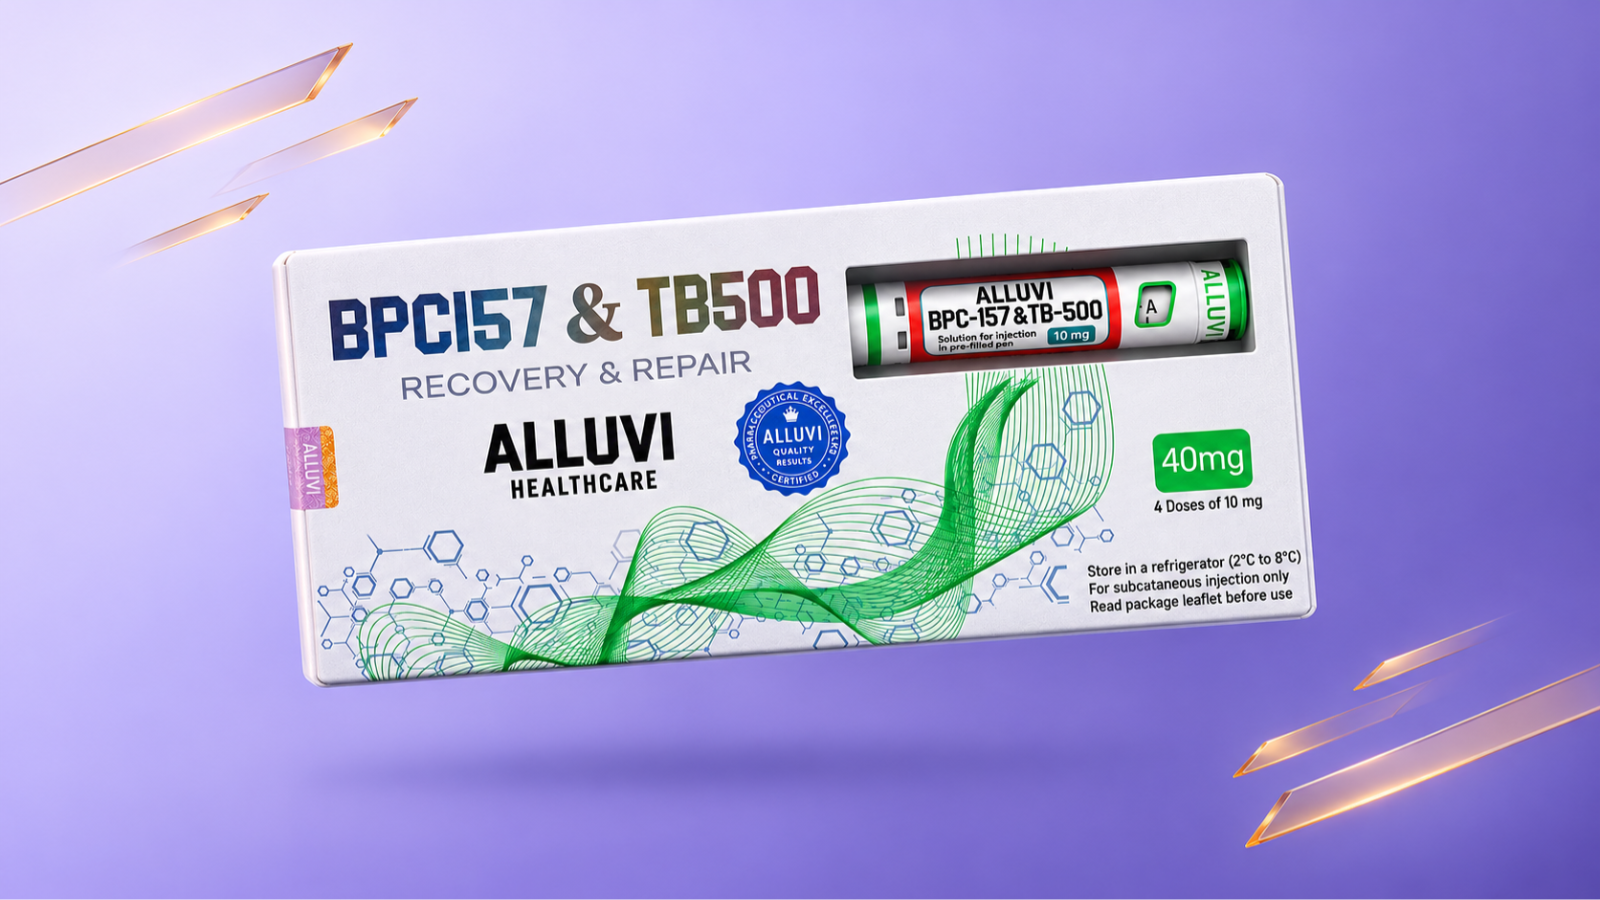 BPC157 & TB500
RECOVERY & REPAIR
ALLUVI
HEALTHCARE
ALLUVI
QUALITY
RESULTS
CERTIFIED
ALLUVI
ALLUVI
BPC-157 & TB-500
Solution for injection
in pre-filled pen
10 mg
A
ALLUVI
40mg
4 Doses of 10 mg
Store in a refrigerator (2°C to 8°C)
For subcataneous injection only
Read package leaflet before use